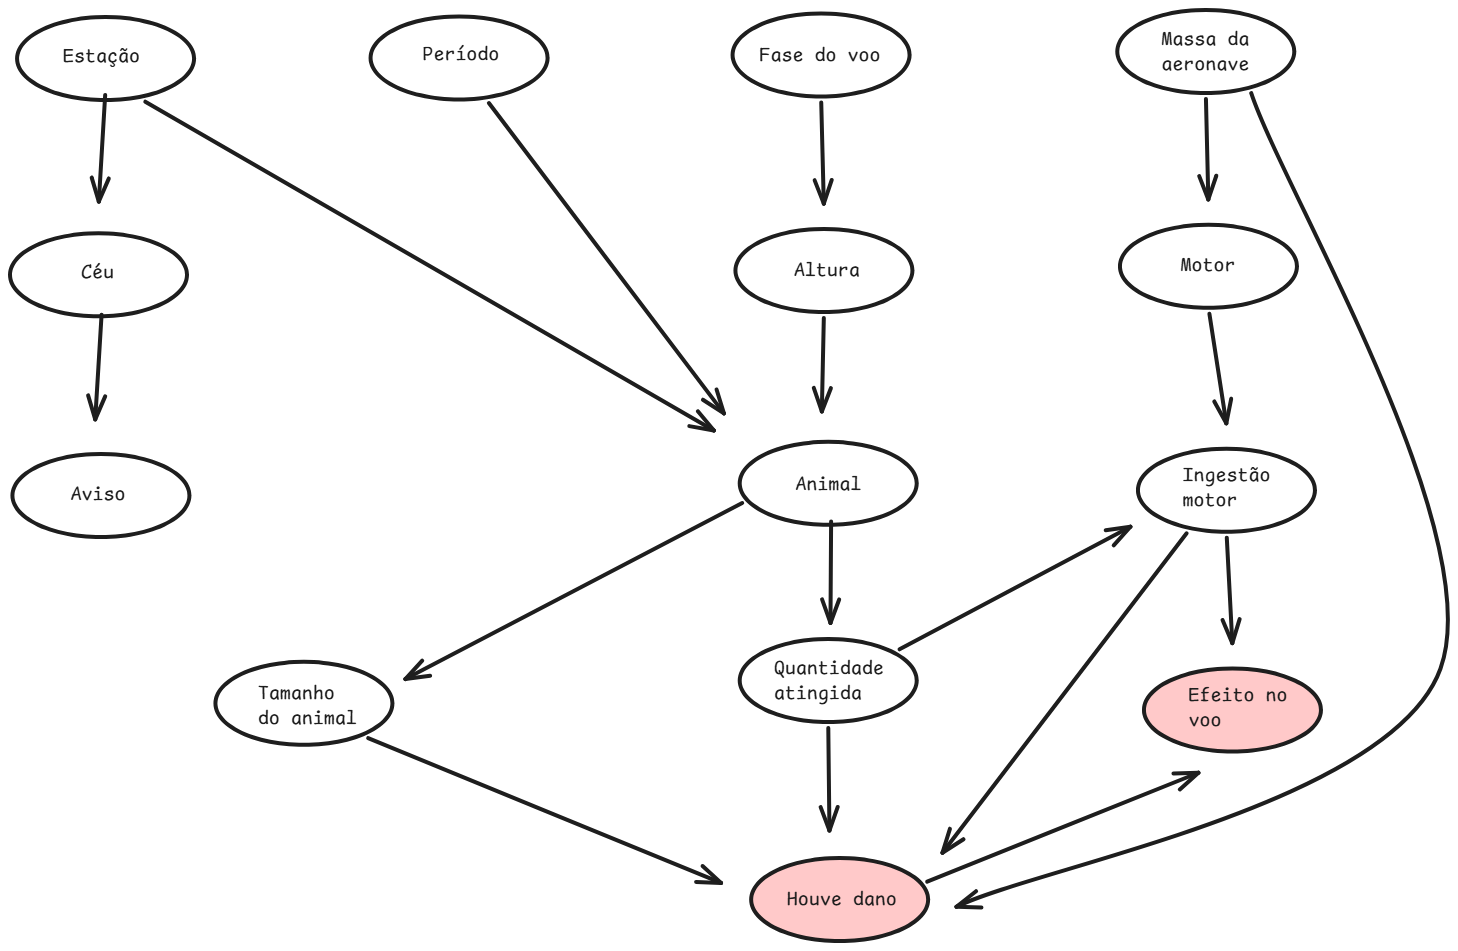 Estação
Período
Fase do voo
Massa da
aeronave
Céu
Altura
Motor
Aviso
Animal
Ingestão
motor
Tamanho
do animal
Quantidade
atingida
Efeito no
voo
Houve dano